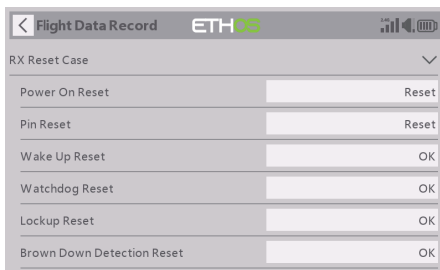 Flight Data Record ETHOS
RX Reset Case
Power On Reset Reset
Pin Reset Reset
Wake Up Reset OK
Watchdog Reset OK
Lockup Reset OK
Brown Down Detection Reset OK